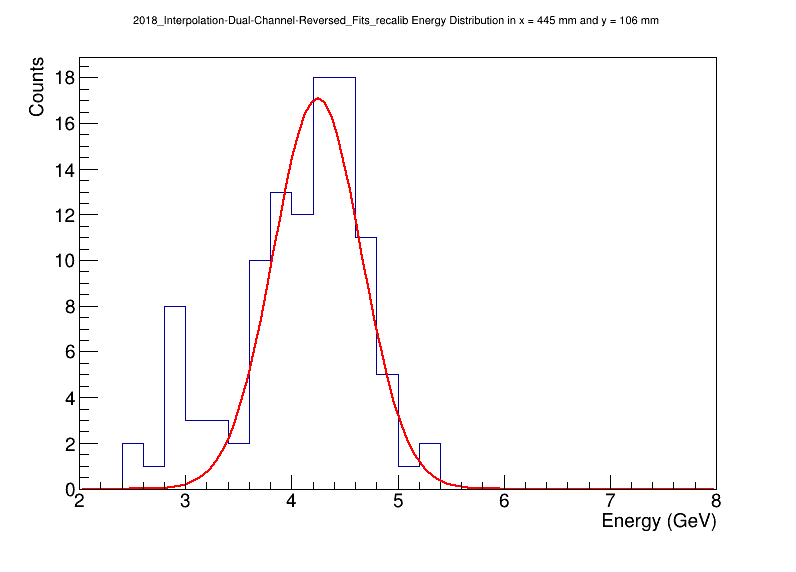 2018_Interpolation-Dual-Channel-Reversed_Fits_recalib Energy Distribution in x = 445 mm and y = 106 mm
Counts
18
16
14
12
10
8
6
4
2
0
2 3 4 5 6 7 8
Energy (GeV)